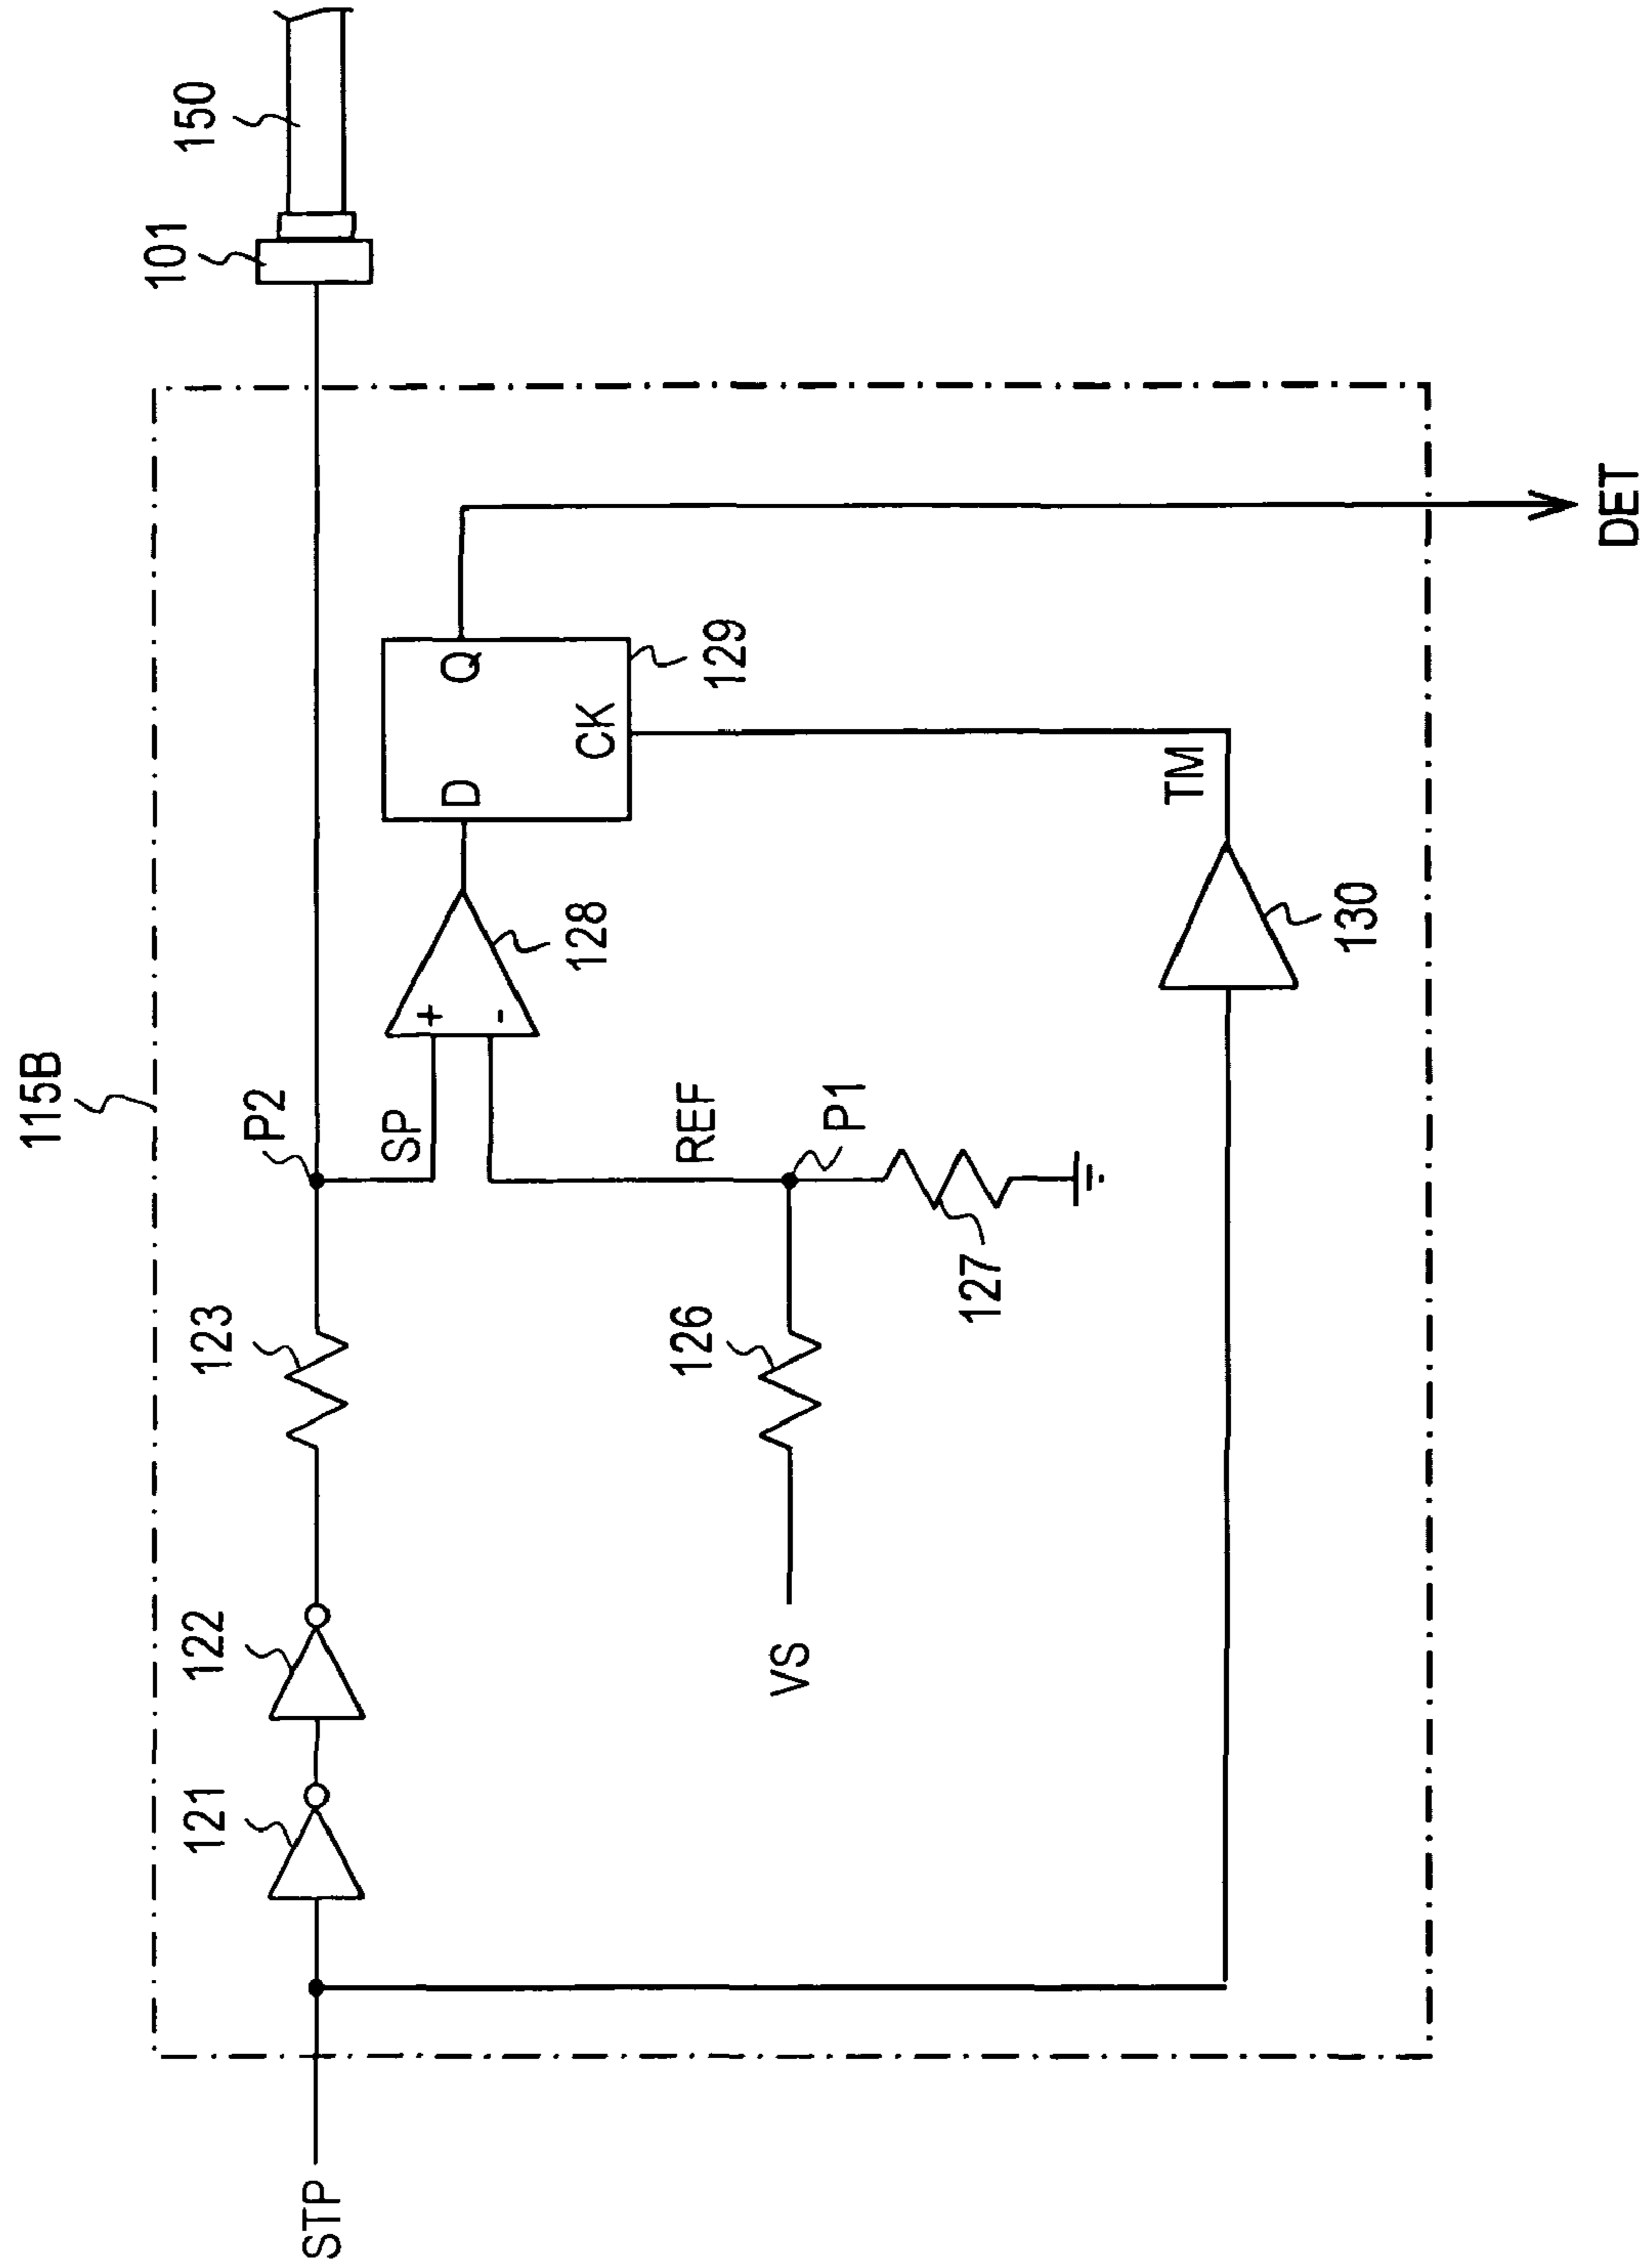 115B
STP
121
122
123
P2
101
150
SP
+
-
128
D
Q
CK
129
REF
VS
126
P1
127
130
TM
DET